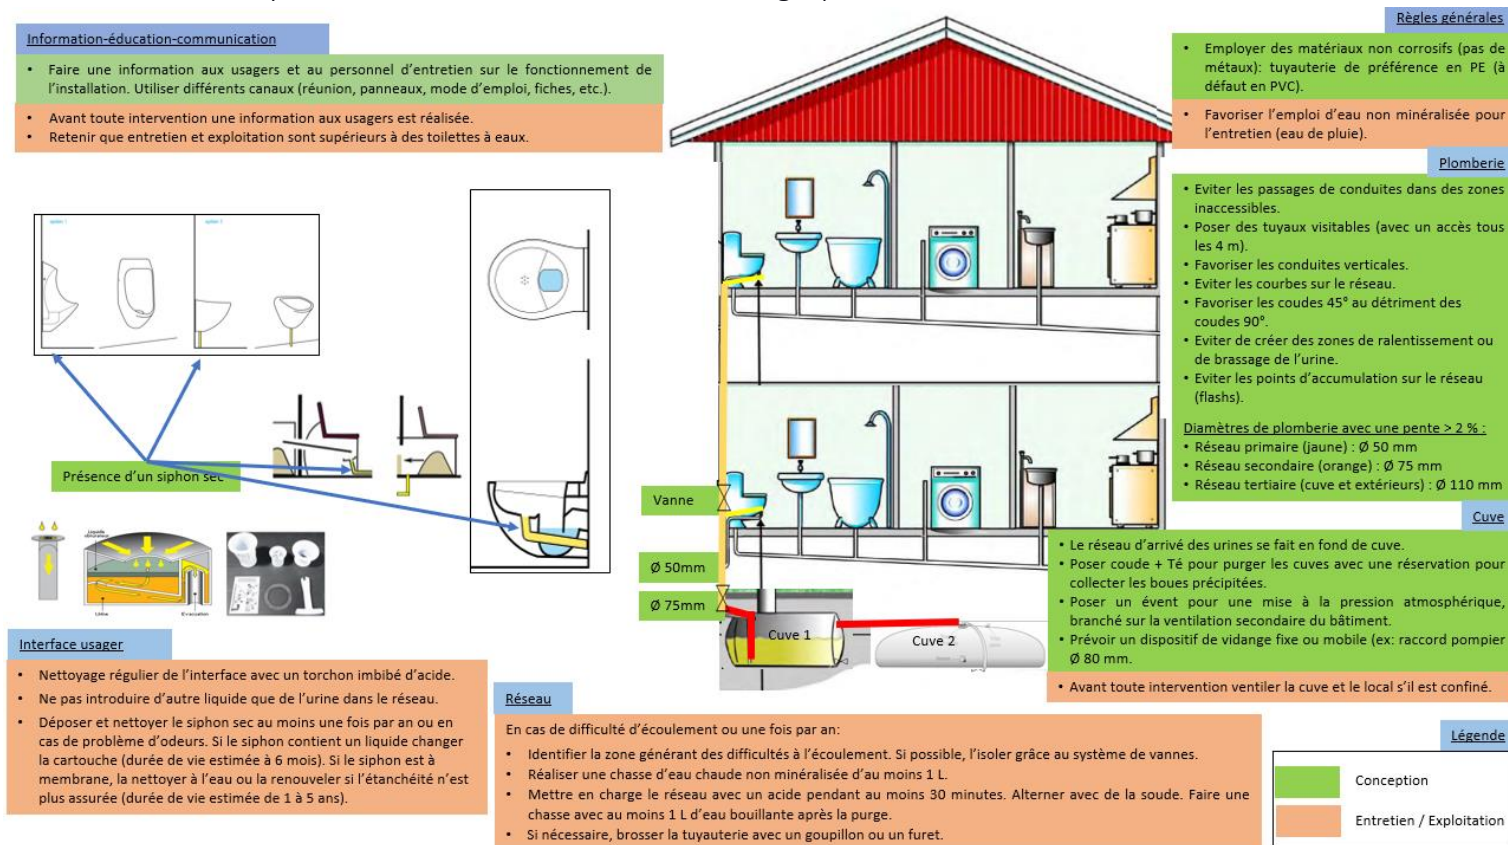 Information-éducation-communication
• Faire une information aux usagers et au personnel d'entretien sur le fonctionnement de
l'installation. Utiliser différents canaux (réunion, panneaux, mode d'emploi, fiches, etc.).
• Avant toute intervention une information aux usagers est réalisée.
• Retenir que entretien et exploitation sont supérieurs à des toilettes à eaux.
Présence d'un siphon sec
Urine
Evacuation
Interface usager
• Nettoyage régulier de l'interface avec un torchon imbibé d'acide.
• Ne pas introduire d'autre liquide que de l'urine dans le réseau.
• Déposer et nettoyer le siphon sec au moins une fois par an ou en
cas de problème d'odeurs. Si le siphon contient un liquide changer
la cartouche (durée de vie estimée à 6 mois). Si le siphon est à
membrane, la nettoyer à l'eau ou la renouveler si l'étanchéité n'est
plus assurée (durée de vie estimée de 1 à 5 ans).
Vanne
Ø 50mm
Ø 75mm
Cuve 1
Cuve 2
Réseau
En cas de difficulté d'écoulement ou une fois par an:
• Identifier la zone générant des difficultés à l'écoulement. Si possible, l'isoler grâce au système de vannes.
• Réaliser une chasse d'eau chaude non minéralisée d'au moins 1 L.
• Mettre en charge le réseau avec un acide pendant au moins 30 minutes. Alterner avec de la soude. Faire une
chasse avec au moins 1 L d'eau bouillante après la purge.
• Si nécessaire, brosser la tuyauterie avec un goupillon ou un furet.
Règles générales
• Employer des matériaux non corrosifs (pas de
métaux): tuyauterie de préférence en PE (à
défaut en PVC).
• Favoriser l'emploi d'eau non minéralisée pour
l'entretien (eau de pluie).
Plomberie
• Eviter les passages de conduites dans des zones
inaccessibles.
• Poser des tuyaux visitables (avec un accès tous
les 4 m).
• Favoriser les conduites verticales.
• Eviter les courbes sur le réseau.
• Favoriser les coudes 45° au détriment des
coudes 90°.
• Eviter de créer des zones de ralentissement ou
de brassage de l'urine.
• Eviter les points d'accumulation sur le réseau
(flashs).
Diamètres de plomberie avec une pente > 2 % :
• Réseau primaire (jaune) : Ø 50 mm
• Réseau secondaire (orange) : Ø 75 mm
• Réseau tertiaire (cuve et extérieurs) : Ø 110 mm
Cuve
• Le réseau d'arrivé des urines se fait en fond de cuve.
• Poser coude + Té pour purger les cuves avec une réservation pour
collecter les boues précipitées.
• Poser un évent pour une mise à la pression atmosphérique,
branché sur la ventilation secondaire du bâtiment.
• Prévoir un dispositif de vidange fixe ou mobile (ex: raccord pompier
Ø 80 mm.
• Avant toute intervention ventiler la cuve et le local s'il est confiné.
Légende
Conception
Entretien / Exploitation